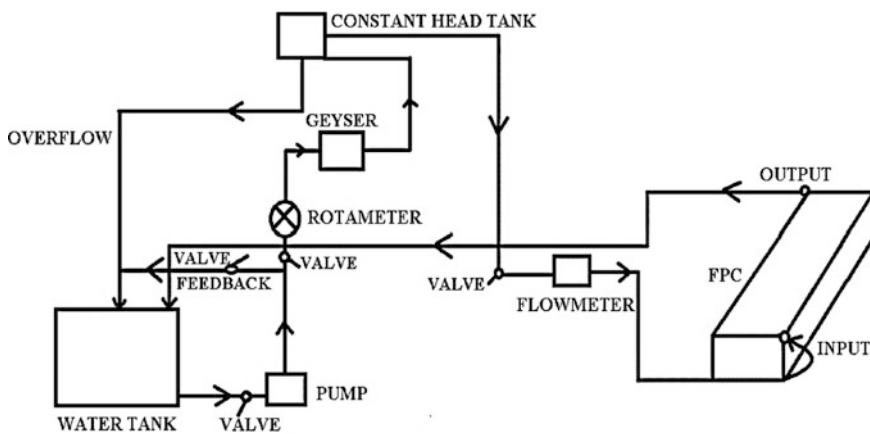 CONSTANT HEAD TANK
GEYSER
OVERFLOW
OUTPUT
ROTAMETER
VALVE
VALVE
FEEDBACK
VALVE
FLOWMETER
FPC
INPUT
PUMP
WATER TANK
VALVE